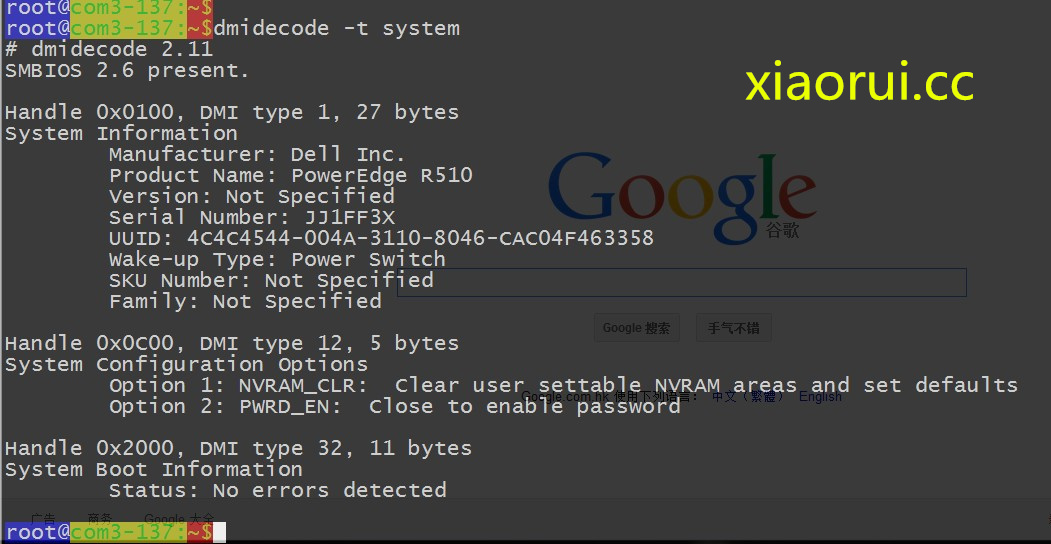 root@com3-137:~$
root@com3-137:~$dmidecode -t system
# dmidecode 2.11
SMBIOS 2.6 present.
xiaorui.cc
Handle 0x0100, DMI type 1, 27 bytes
System Information
Manufacturer: Dell Inc.
Product Name: PowerEdge R510
Version: Not Specified
Serial Number: JJ1FF3X
UUID: 4C4C4544-004A-3110-8046-CAC04F463358
Wake-up Type: Power Switch
SKU Number: Not Specified
Family: Not Specified
Google
谷歌
Google 搜索
手气不错
Handle 0x0C00, DMI type 12, 5 bytes
System Configuration Options
Option 1: NVRAM_CLR:  Clear user settable NVRAM areas and set defaults
Option 2: PWRD_EN:  Close to enable password
Google.com.hk 使用下列语言： 中文（繁體） English
Handle 0x2000, DMI type 32, 11 bytes
System Boot Information
Status: No errors detected
广告 商务 Google 大全
root@com3-137:~$